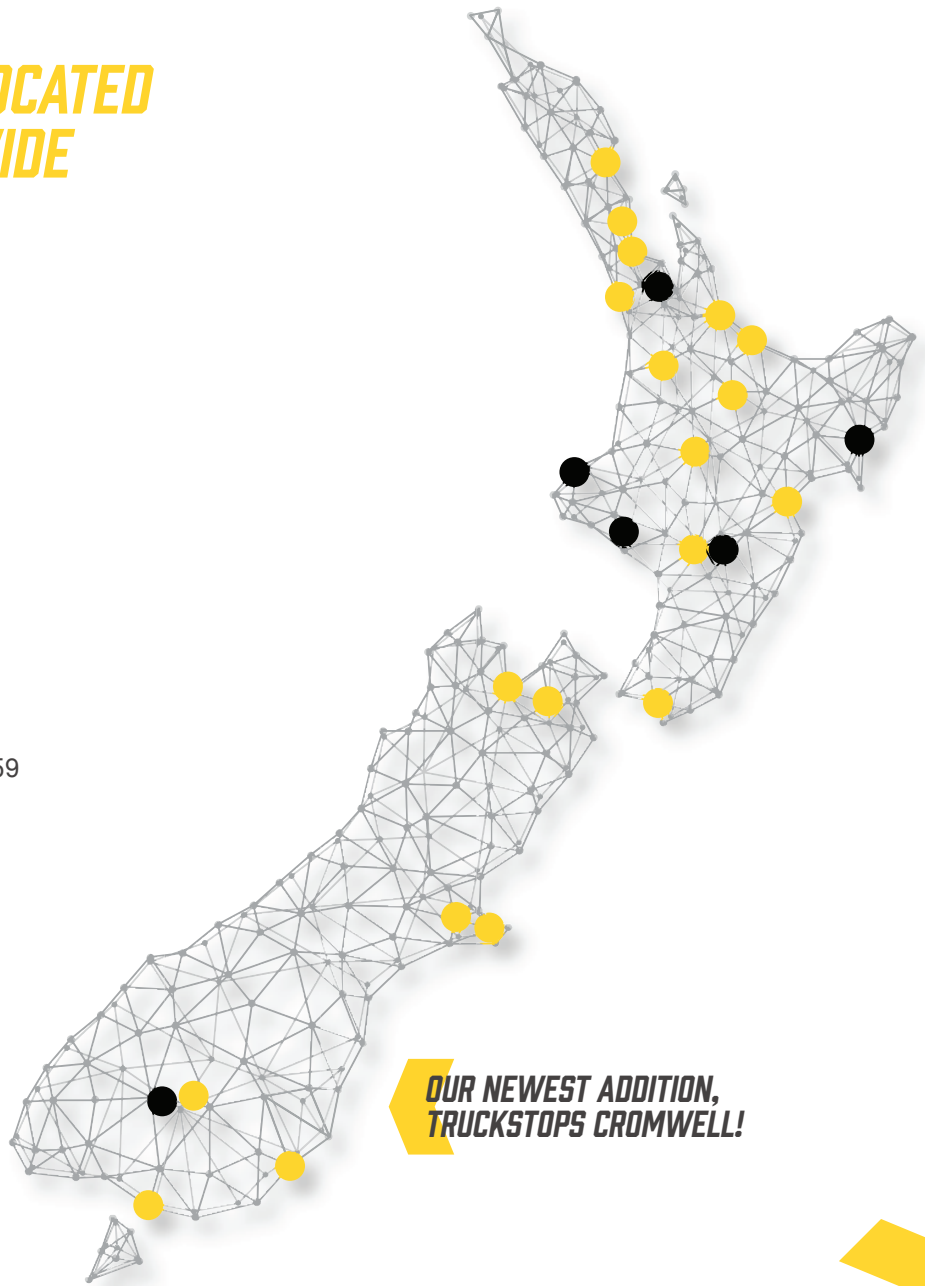 OCATED
IDE
59
OUR NEWEST ADDITION,
TRUCKSTOPS CROMWELL!